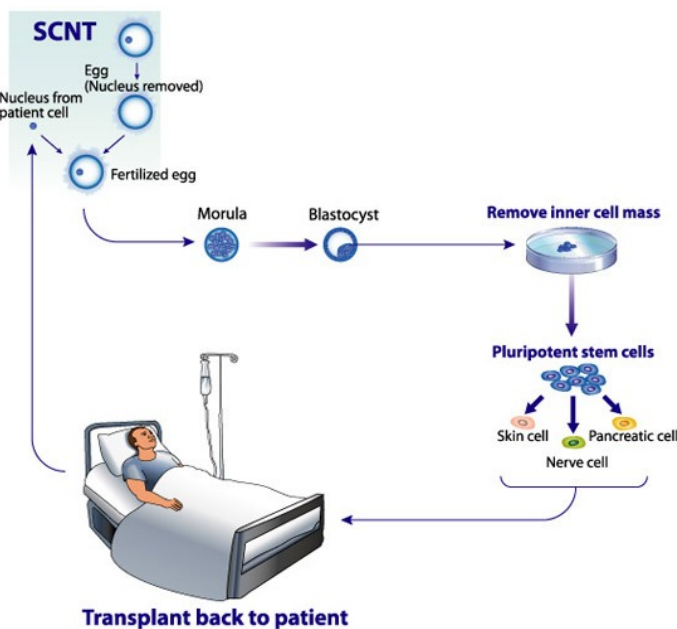 SCNT
Egg
(Nucleus removed)
Nucleus from
patient cell
Fertilized egg
Morula
Blastocyst
Remove inner cell mass
Pluripotent stem cells
Skin cell
Pancreatic cell
Nerve cell
Transplant back to patient